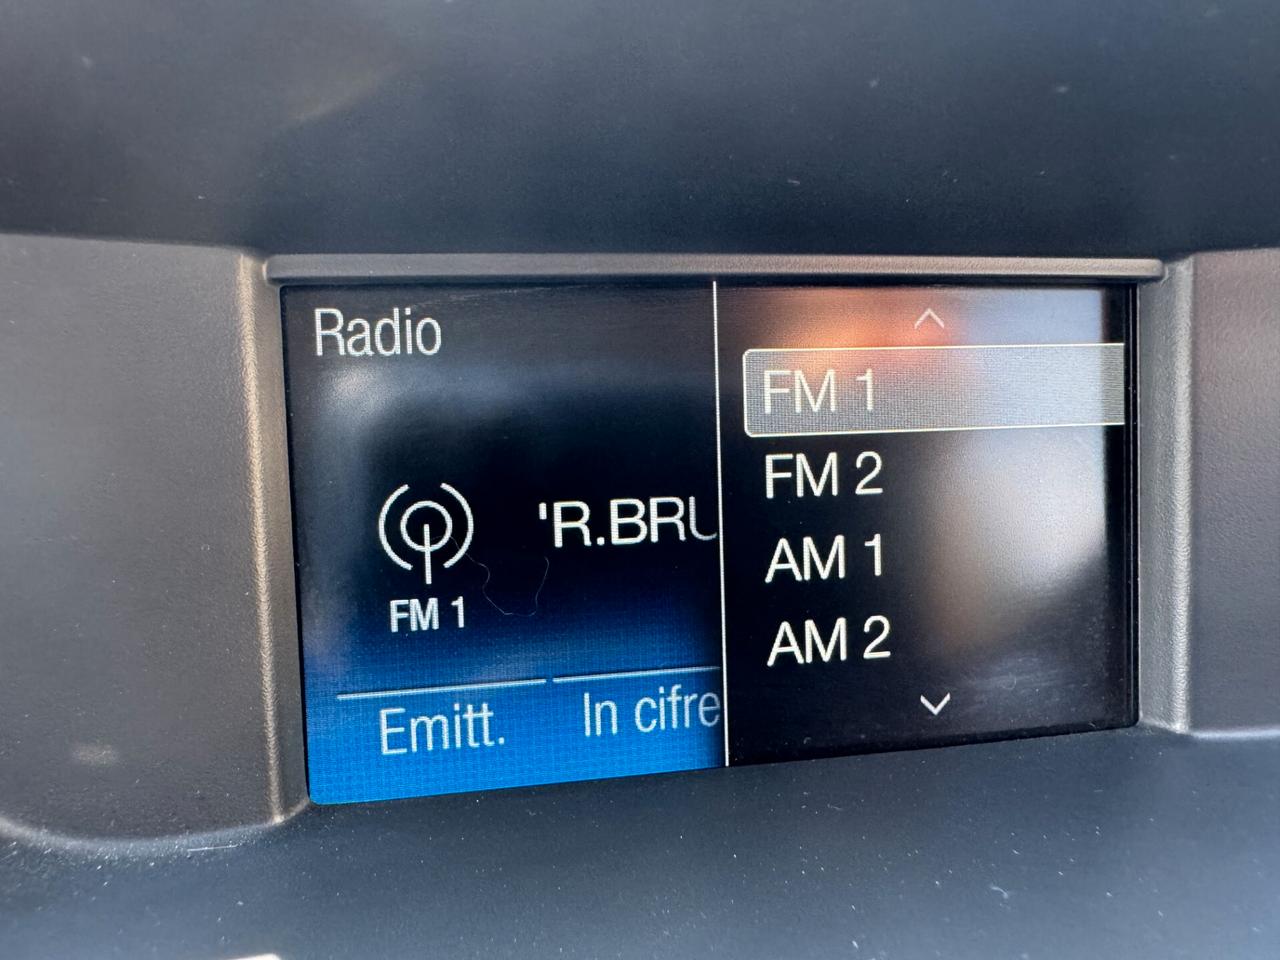 Radio
'R.BRU
FM 1
Emitt.
In cifre
FM 1
FM 2
AM 1
AM 2